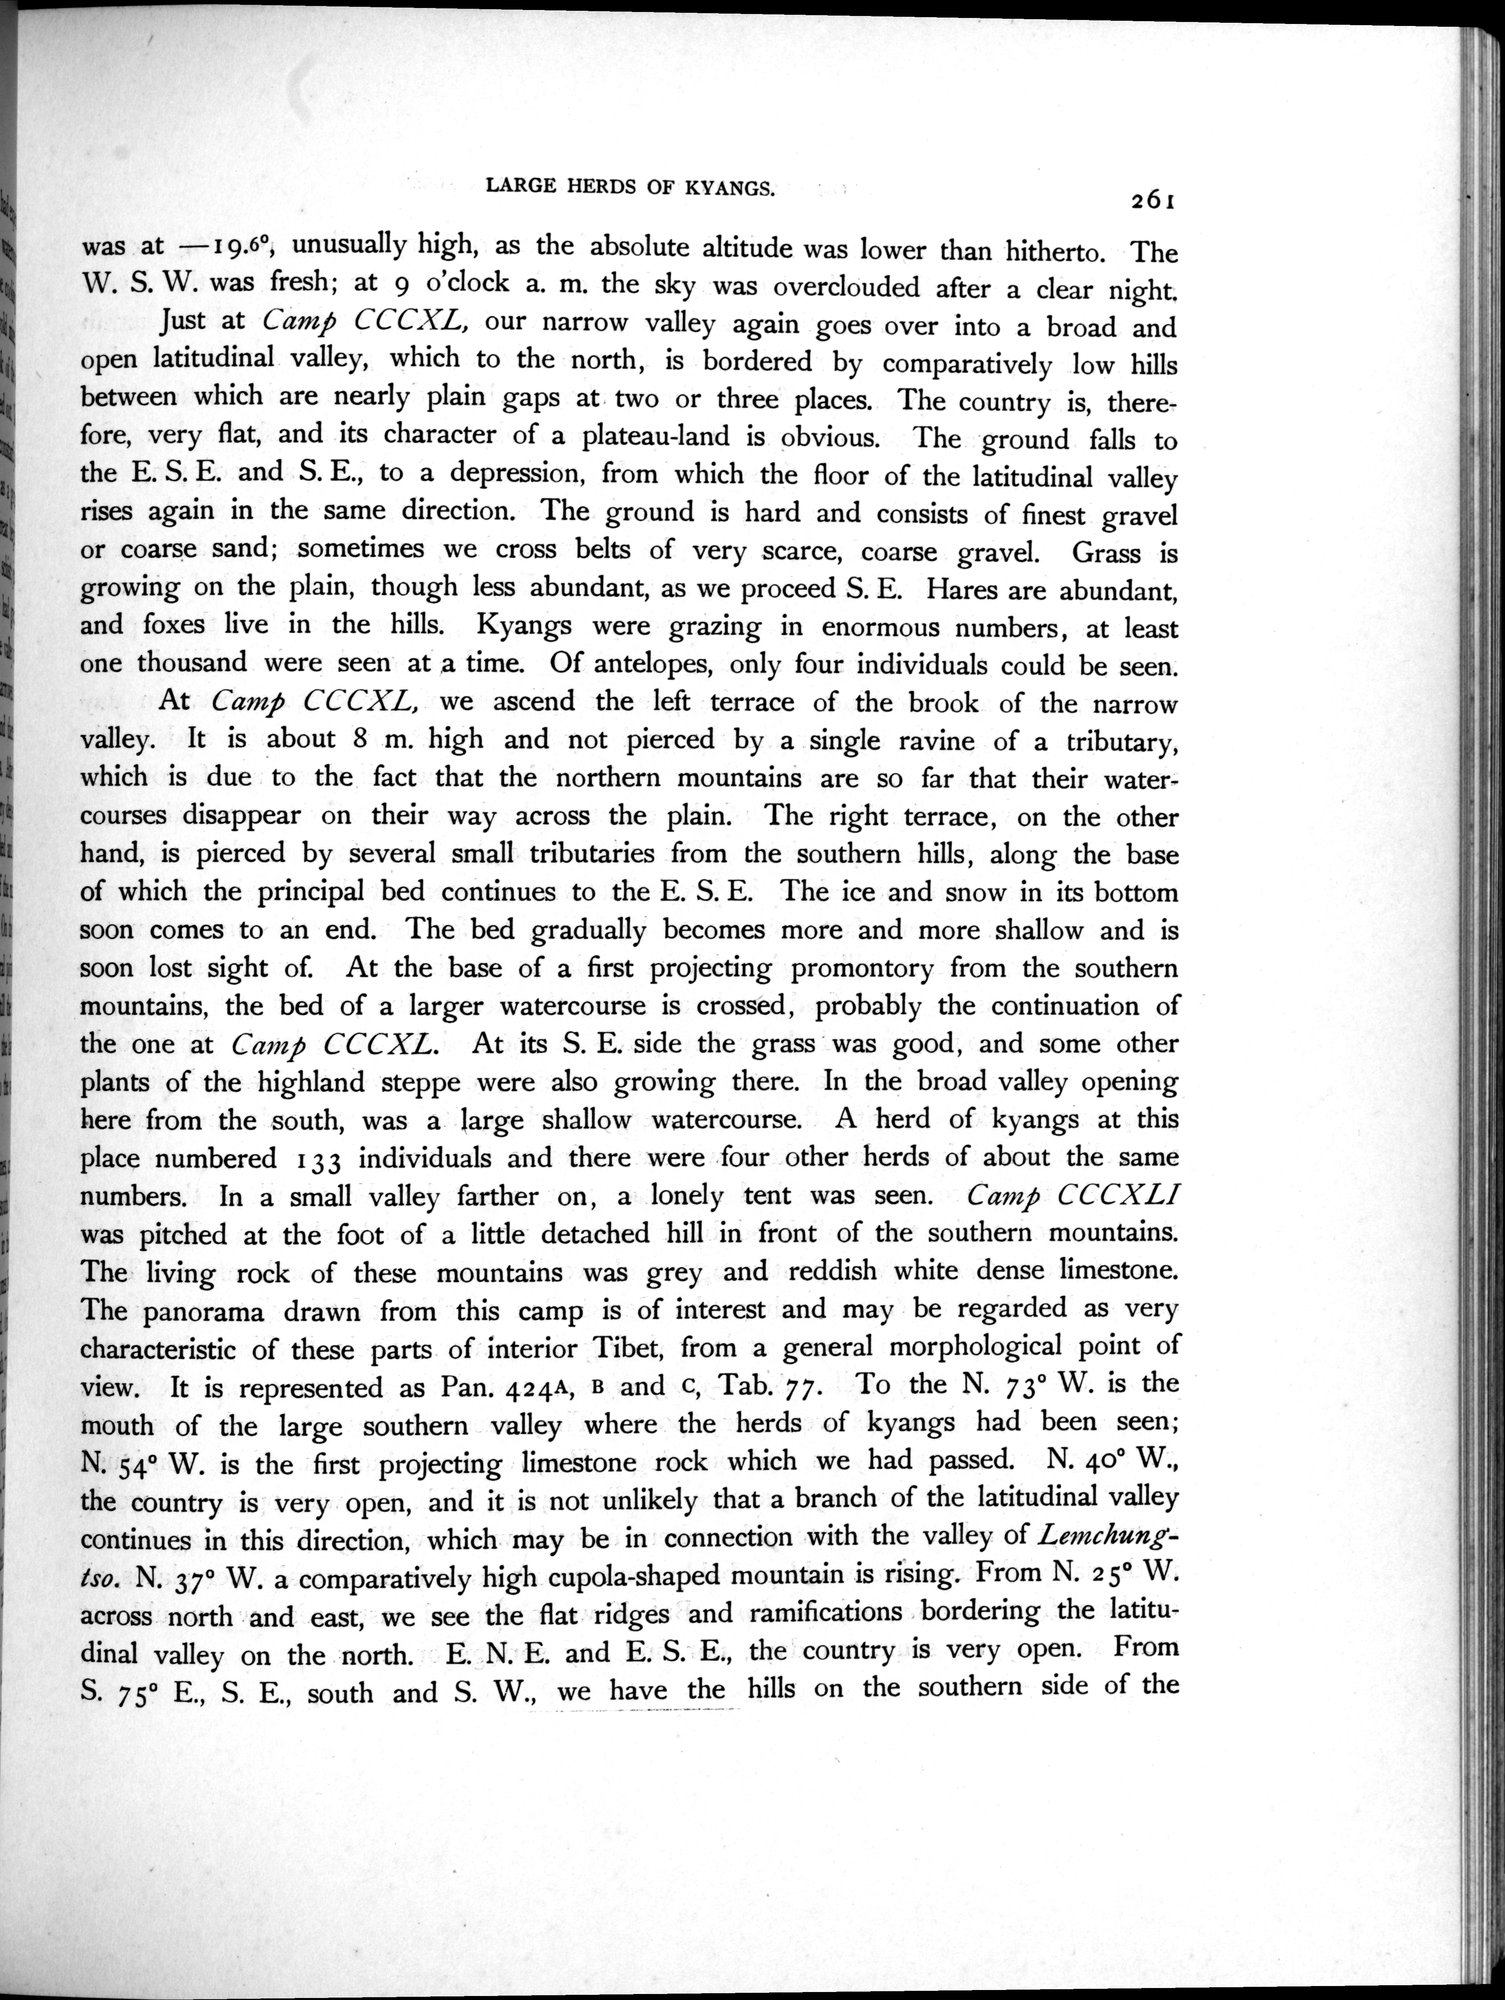 LARGE HERDS OF KYANGS.
261
was at —19.6°, unusually high, as the absolute altitude was lower than hitherto. The
W. S. W. was fresh; at 9 o'clock a. m. the sky was overclouded after a clear night.
Just at Camp CCCXL, our narrow valley again goes over into a broad and
open latitudinal valley, which to the north, is bordered by comparatively low hills
between which are nearly plain gaps at two or three places. The country is, there-
fore, very flat, and its character of a plateau-land is obvious. The ground falls to
the E. S. E. and S. E., to a depression, from which the floor of the latitudinal valley
rises again in the same direction. The ground is hard and consists of finest gravel
or coarse sand; sometimes we cross belts of very scarce, coarse gravel. Grass is
growing on the plain, though less abundant, as we proceed S. E. Hares are abundant,
and foxes live in the hills. Kyangs were grazing in enormous numbers, at least
one thousand were seen at a time. Of antelopes, only four individuals could be seen.
At Camp CCCXL, we ascend the left terrace of the brook of the narrow
valley. It is about 8 m. high and not pierced by a single ravine of a tributary,
which is due to the fact that the northern mountains are so far that their water-
courses disappear on their way across the plain. The right terrace, on the other
hand, is pierced by several small tributaries from the southern hills, along the base
of which the principal bed continues to the E. S. E. The ice and snow in its bottom
soon comes to an end. The bed gradually becomes more and more shallow and is
soon lost sight of. At the base of a first projecting promontory from the southern
mountains, the bed of a larger watercourse is crossed, probably the continuation of
the one at Camp CCCXL. At its S. E. side the grass was good, and some other
plants of the highland steppe were also growing there. In the broad valley opening
here from the south, was a large shallow watercourse. A herd of kyangs at this
place numbered 133 individuals and there were four other herds of about the same
numbers. In a small valley farther on, a lonely tent was seen. Camp CCCXLI
was pitched at the foot of a little detached hill in front of the southern mountains.
The living rock of these mountains was grey and reddish white dense limestone.
The panorama drawn from this camp is of interest and may be regarded as very
characteristic of these parts of interior Tibet, from a general morphological point of
view. It is represented as Pan. 424A, B and C, Tab. 77. To the N. 73° W. is the
mouth of the large southern valley where the herds of kyangs had been seen;
N. 54° W. is the first projecting limestone rock which we had passed. N. 40° W.,
the country is very open, and it is not unlikely that a branch of the latitudinal valley
continues in this direction, which may be in connection with the valley of Lemchung-
tso. N. 37° W. a comparatively high cupola-shaped mountain is rising. From N. 25° W.
across north and east, we see the flat ridges and ramifications bordering the latitu-
dinal valley on the north. E. N. E. and E. S. E., the country is very open. From
S. 75° E., S. E., south and S. W., we have the hills on the southern side of the